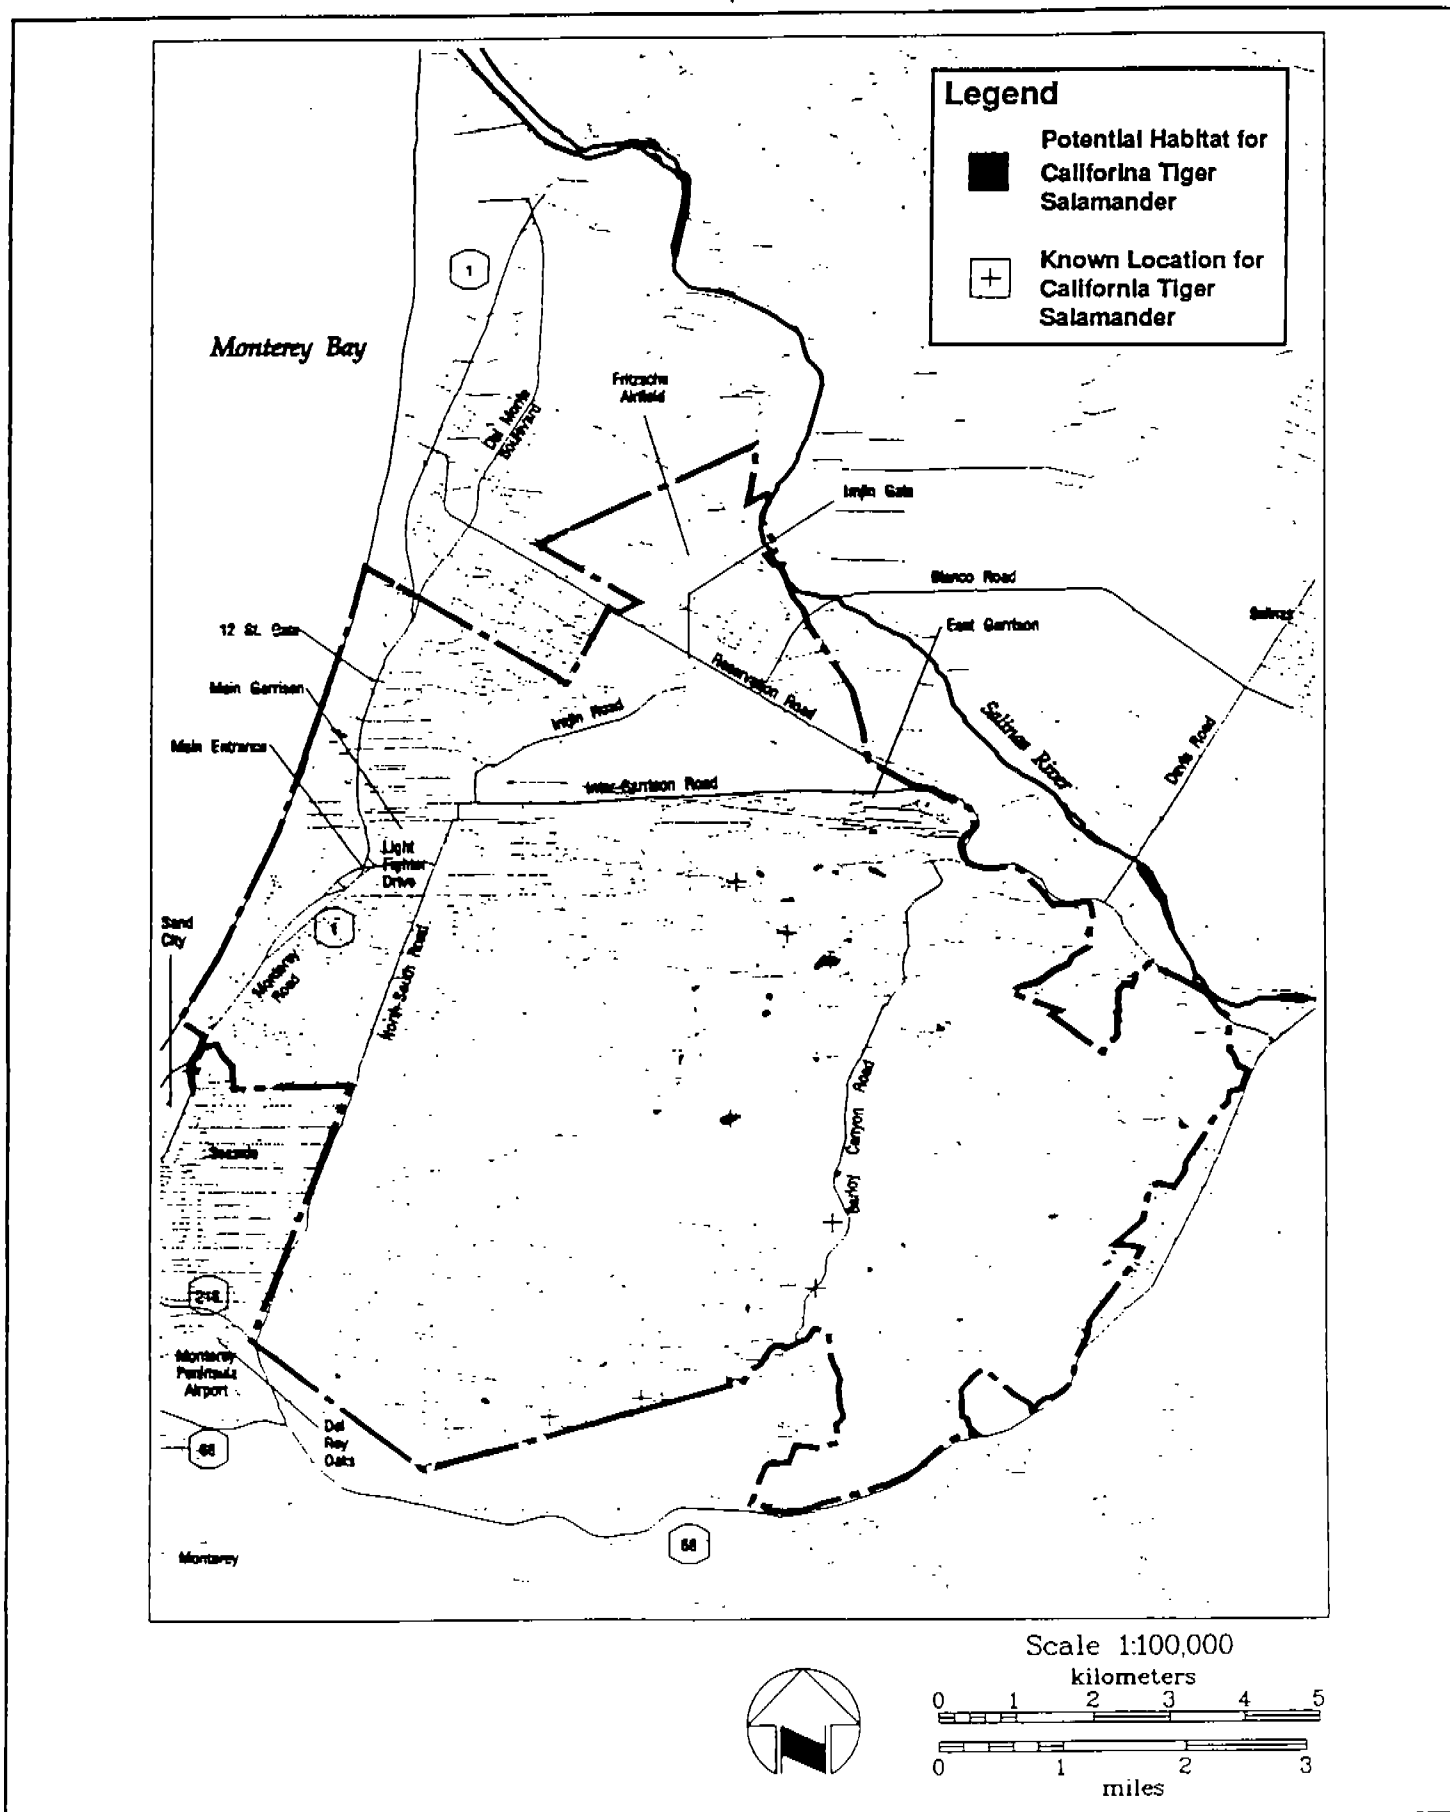 Legend
Potential Habitat for
Califorina Tiger
Salamander
Known Location for
California Tiger
Salamander
1
Monterey Bay
Fritzsche
Airfield
Del Monte
Boulevard
Imjin Gate
Blanco Road
Salinas
12 St. Gate
East Garrison
Main Garrison
Reservation Road
Imjin Road
Salinas River
Davis Road
Main Entrance
Inter-Garrison Road
Light
Fighter
Drive
Sand
City
1
Monterey
Road
North-South Road
Barloy Canyon Road
Seaside
218
Monterey
Peninsula
Airport
Del
Rey
Oaks
68
68
Monterey
Scale 1:100,000
kilometers
0 1 2 3 4 5
0 1 2 3
miles